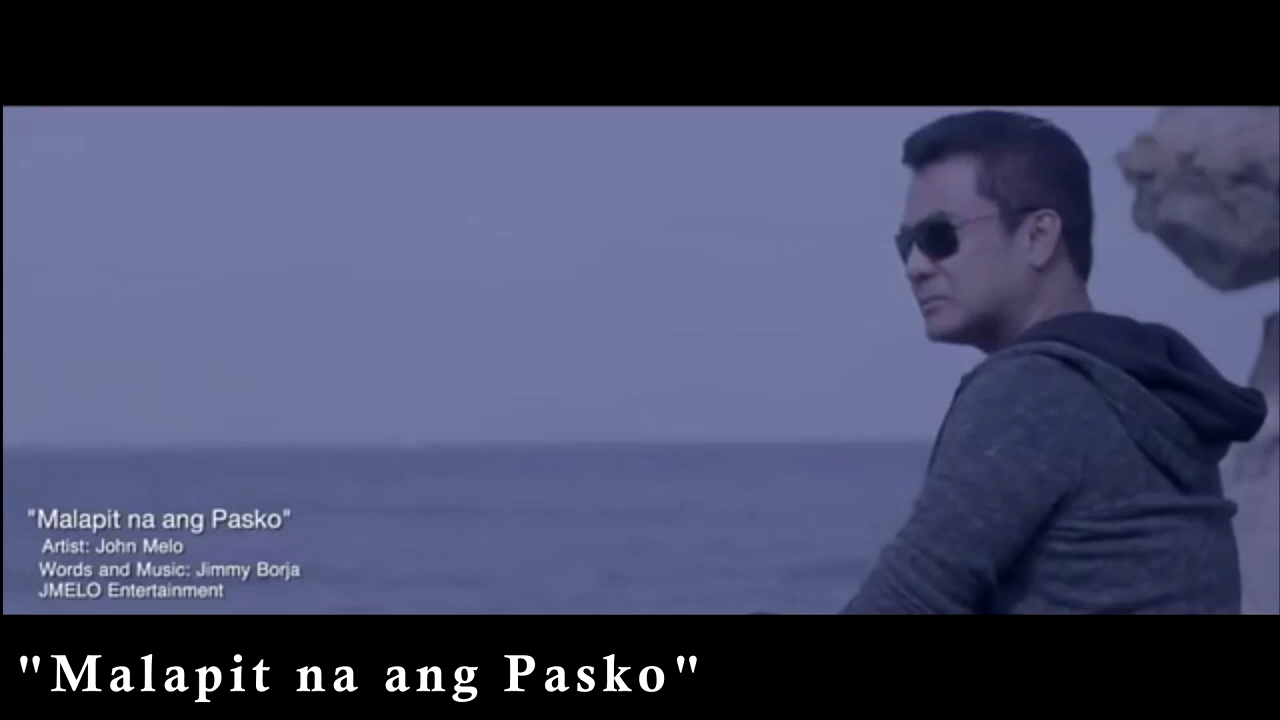 "Malapit na ang Pasko"
Artist: John Melo
Words and Music: Jimmy Borja
JMELO Entertainment
"Malapit na ang Pasko"